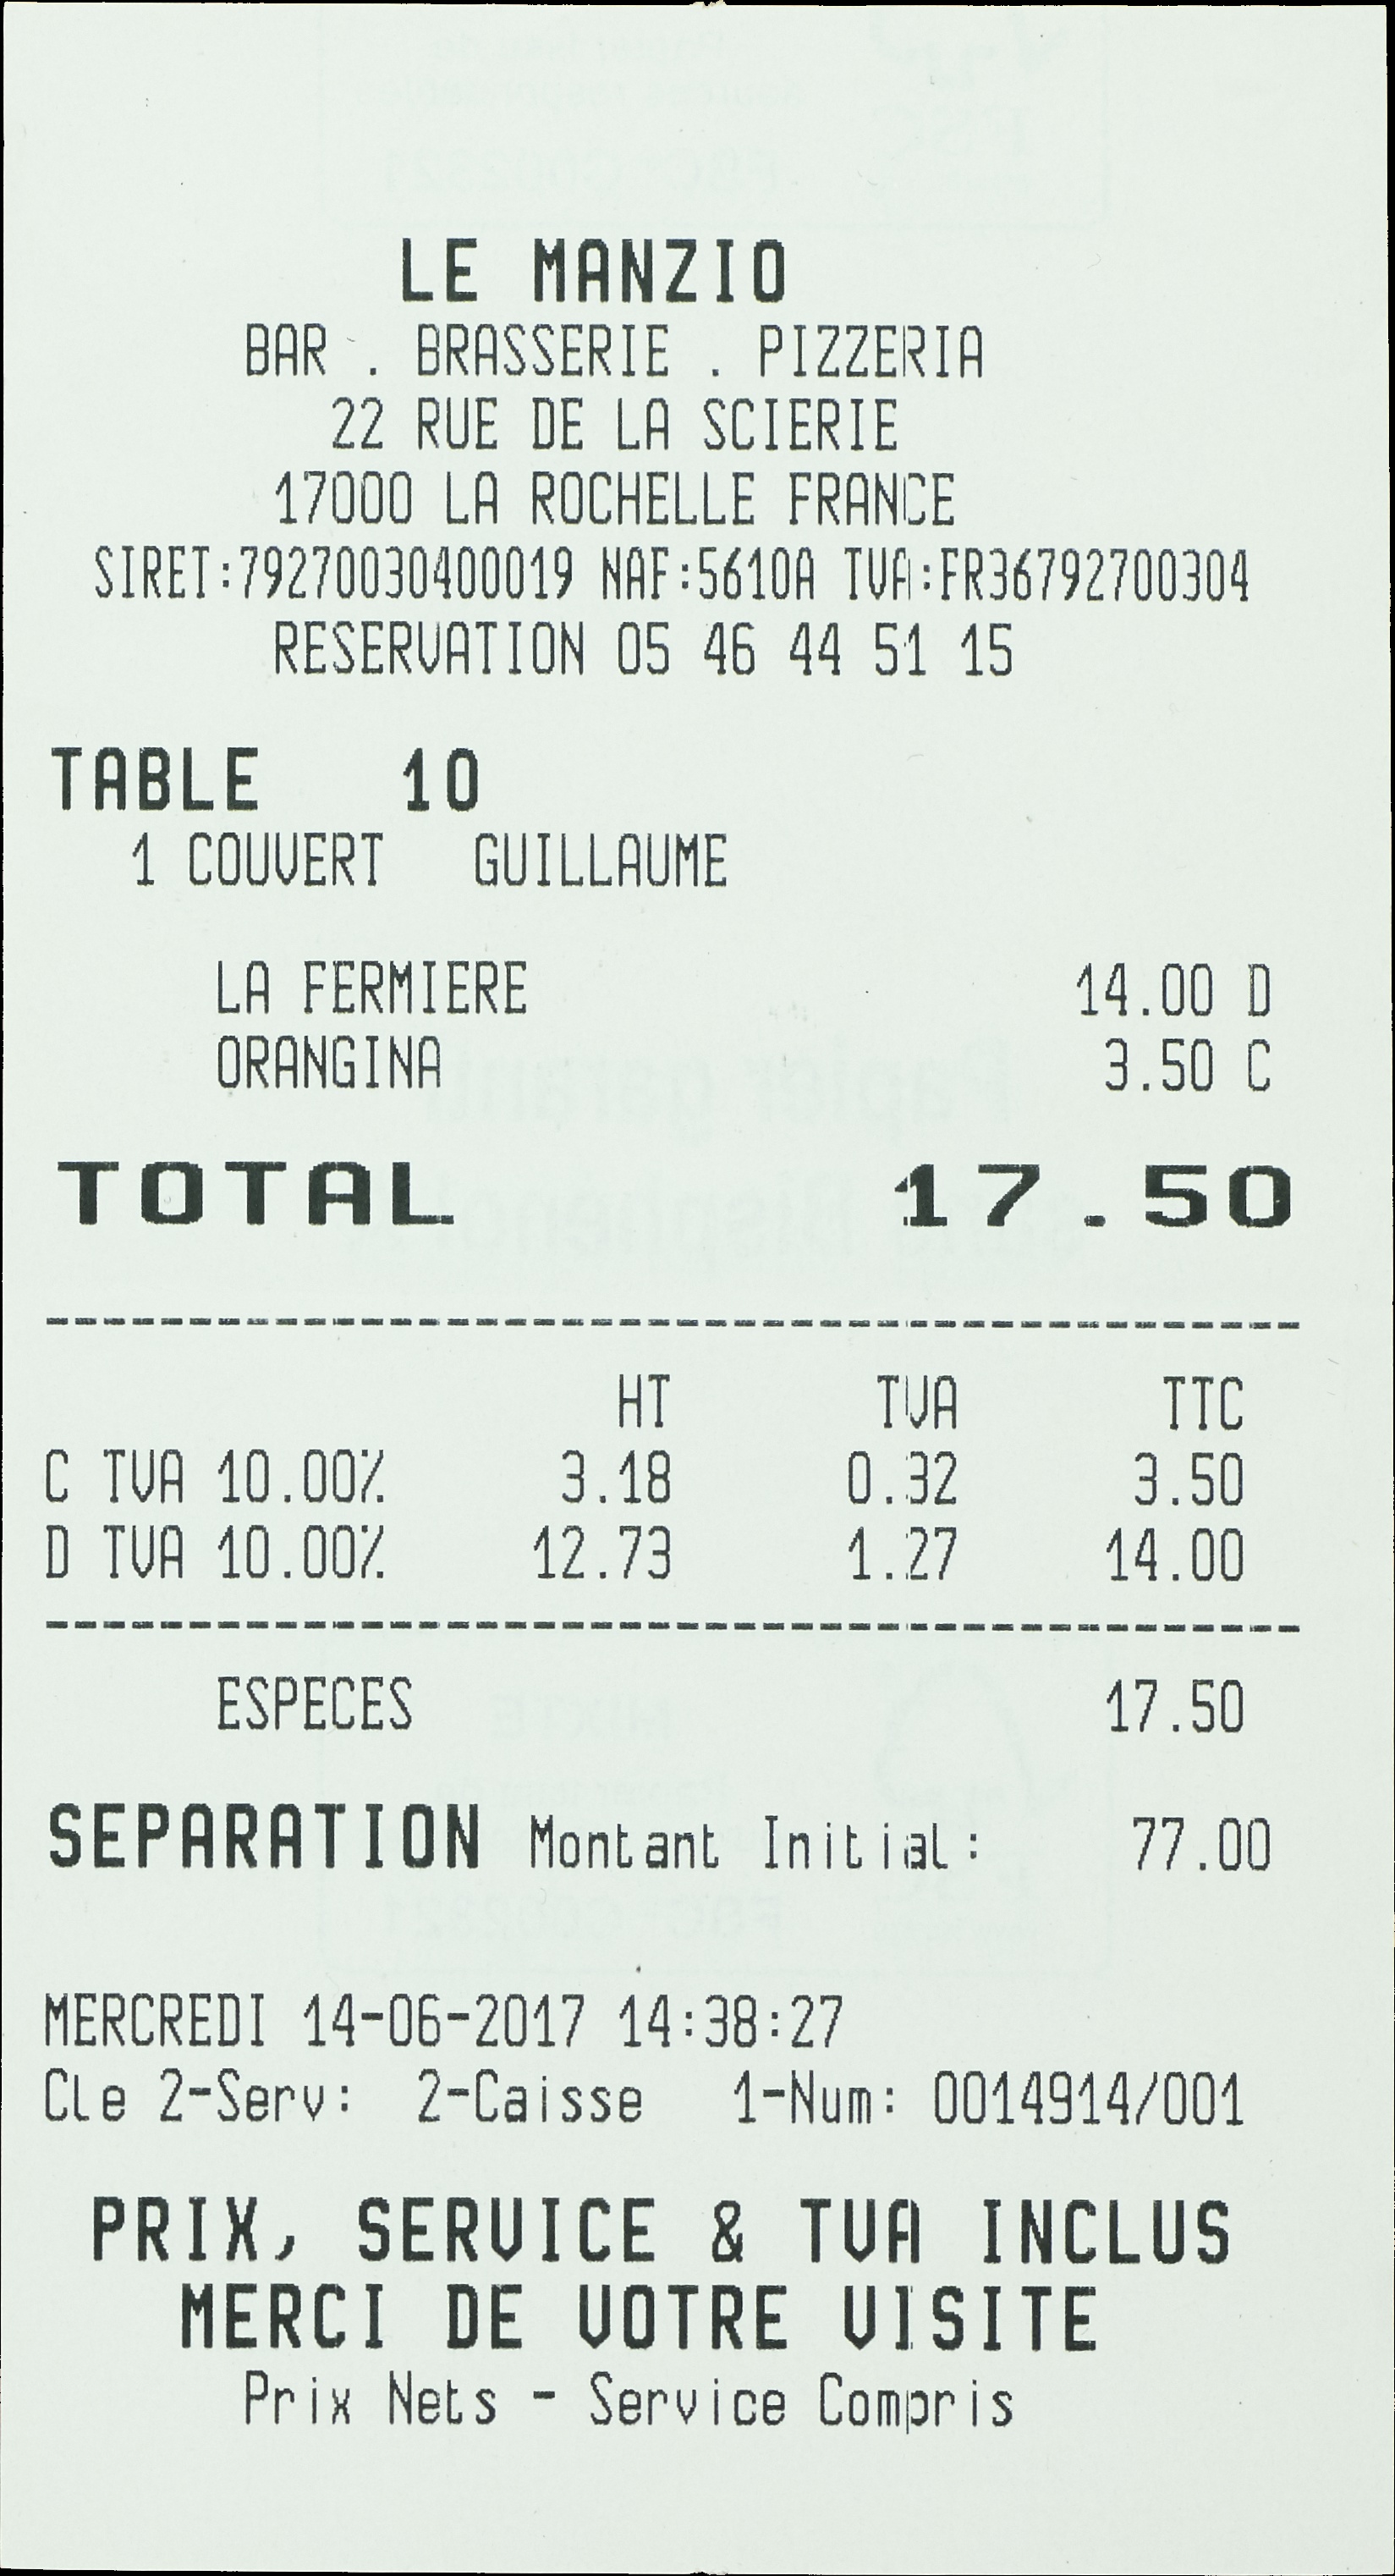 LE MANZIO
BAR . BRASSERIE . PIZZERIA
22 RUE DE LA SCIERIE
17000 LA ROCHELLE FRANCE
SIRET:79270030400019 NAF:5610A TVA:FR36792700304
RESERVATION 05 46 44 51 15
TABLE 10
1 COUVERT GUILLAUME
LA FERMIERE 14.00 D
ORANGINA 3.50 C
TOTAL 17.50
--------------------------------------------
HT TVA TTC
C TVA 10.00% 3.18 0.32 3.50
D TVA 10.00% 12.73 1.27 14.00
--------------------------------------------
ESPECES 17.50
SEPARATION Montant Initial: 77.00
MERCREDI 14-06-2017 14:38:27
Cle 2-Serv: 2-Caisse 1-Num: 0014914/001
PRIX, SERVICE & TVA INCLUS
MERCI DE VOTRE VISITE
Prix Nets - Service Compris